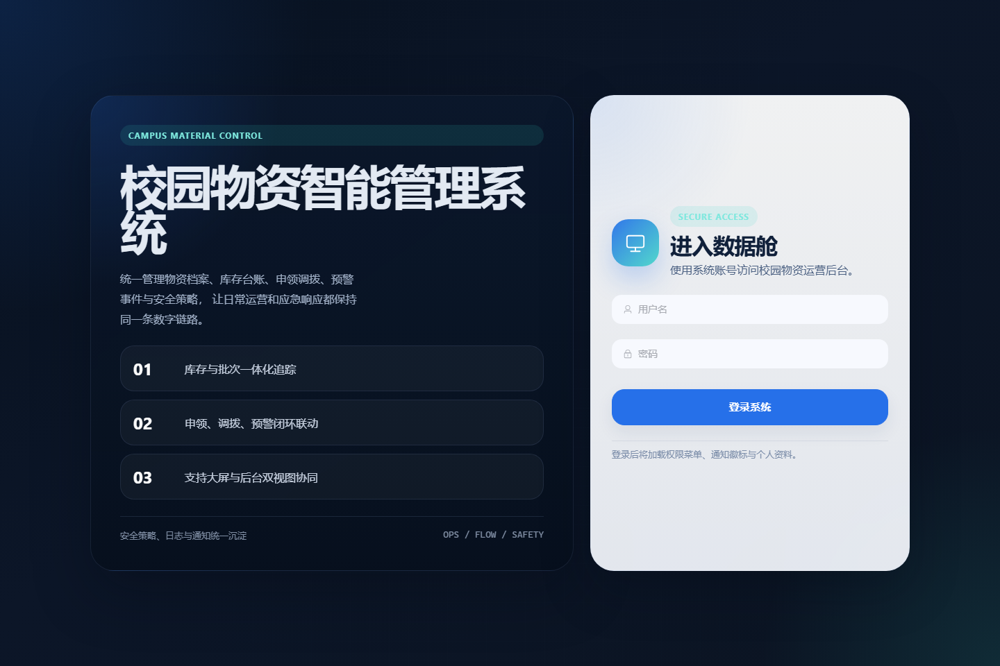 CAMPUS MATERIAL CONTROL
校园物资智能管理系
统
统一管理物资档案、库存台账、申领调拨、预警
事件与安全策略， 让日常运营和应急响应都保持
同一条数字链路。
01 库存与批次一体化追踪
02 申领、调拨、预警闭环联动
03 支持大屏与后台双视图协同
安全策略、日志与通知统一沉淀
OPS / FLOW / SAFETY
SECURE ACCESS
进入数据舱
使用系统账号访问校园物资运营后台。
用户名
密码
登录系统
登录后将加载权限菜单、通知徽标与个人资料。